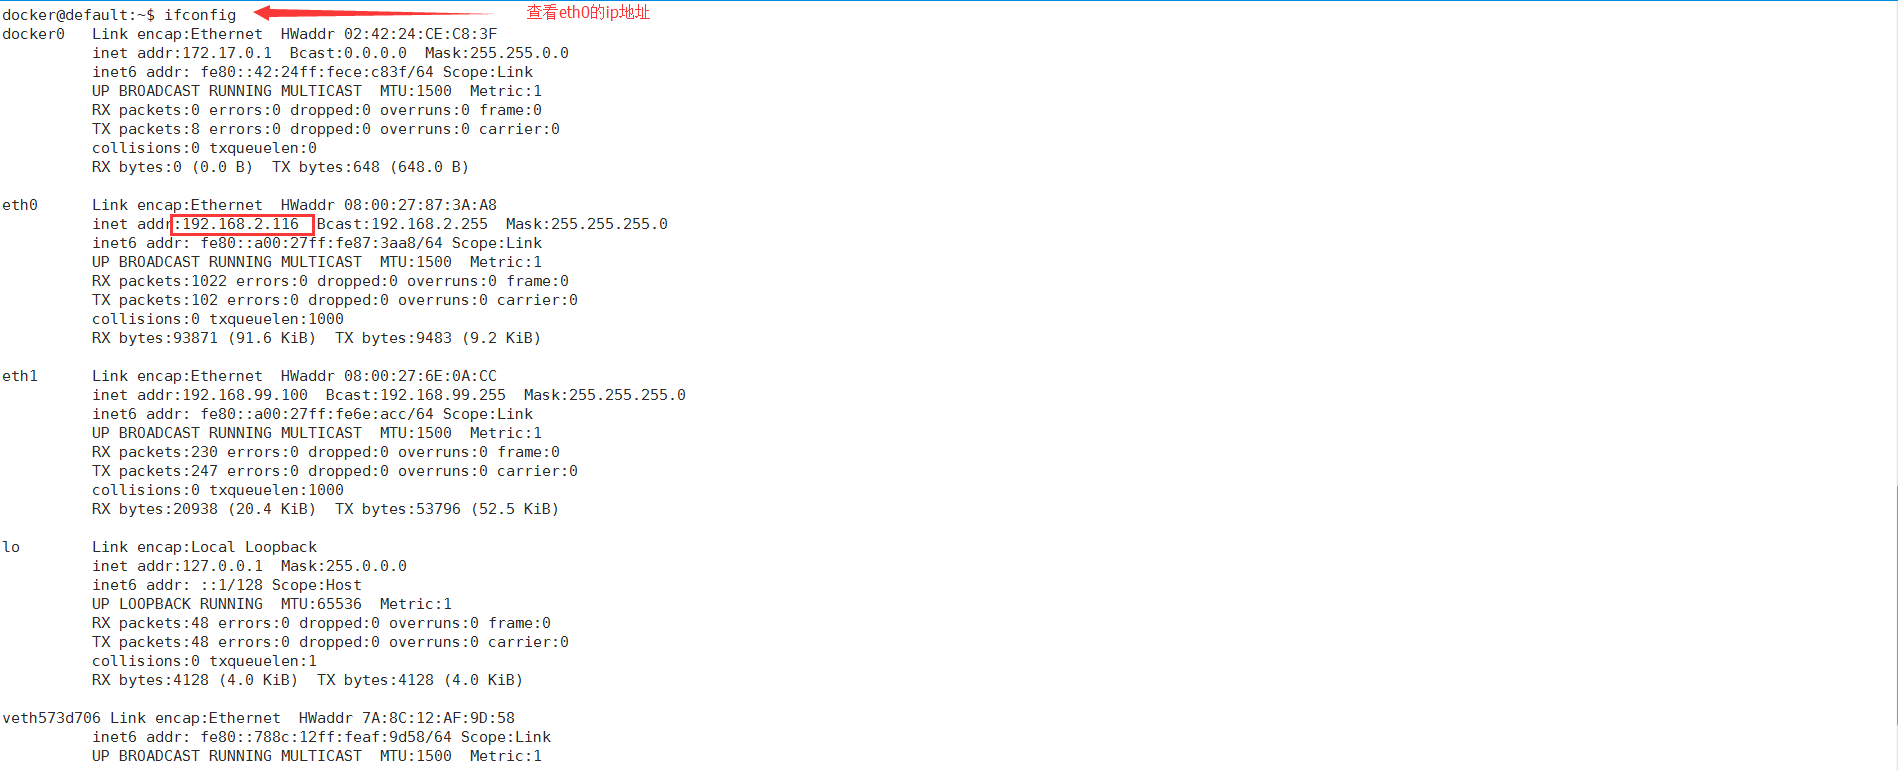 docker@default:~$ ifconfig 查看eth0的ip地址
docker0   Link encap:Ethernet  HWaddr 02:42:24:CE:C8:3F
          inet addr:172.17.0.1  Bcast:0.0.0.0  Mask:255.255.0.0
          inet6 addr: fe80::42:24ff:fece:c83f/64 Scope:Link
          UP BROADCAST RUNNING MULTICAST  MTU:1500  Metric:1
          RX packets:0 errors:0 dropped:0 overruns:0 frame:0
          TX packets:8 errors:0 dropped:0 overruns:0 carrier:0
          collisions:0 txqueuelen:0
          RX bytes:0 (0.0 B)  TX bytes:648 (648.0 B)

eth0      Link encap:Ethernet  HWaddr 08:00:27:87:3A:A8
          inet addr:192.168.2.116  Bcast:192.168.2.255  Mask:255.255.255.0
          inet6 addr: fe80::a00:27ff:fe87:3aa8/64 Scope:Link
          UP BROADCAST RUNNING MULTICAST  MTU:1500  Metric:1
          RX packets:1022 errors:0 dropped:0 overruns:0 frame:0
          TX packets:102 errors:0 dropped:0 overruns:0 carrier:0
          collisions:0 txqueuelen:1000
          RX bytes:93871 (91.6 KiB)  TX bytes:9483 (9.2 KiB)

eth1      Link encap:Ethernet  HWaddr 08:00:27:6E:0A:CC
          inet addr:192.168.99.100  Bcast:192.168.99.255  Mask:255.255.255.0
          inet6 addr: fe80::a00:27ff:fe6e:acc/64 Scope:Link
          UP BROADCAST RUNNING MULTICAST  MTU:1500  Metric:1
          RX packets:230 errors:0 dropped:0 overruns:0 frame:0
          TX packets:247 errors:0 dropped:0 overruns:0 carrier:0
          collisions:0 txqueuelen:1000
          RX bytes:20938 (20.4 KiB)  TX bytes:53796 (52.5 KiB)

lo        Link encap:Local Loopback
          inet addr:127.0.0.1  Mask:255.0.0.0
          inet6 addr: ::1/128 Scope:Host
          UP LOOPBACK RUNNING  MTU:65536  Metric:1
          RX packets:48 errors:0 dropped:0 overruns:0 frame:0
          TX packets:48 errors:0 dropped:0 overruns:0 carrier:0
          collisions:0 txqueuelen:1
          RX bytes:4128 (4.0 KiB)  TX bytes:4128 (4.0 KiB)

veth573d706 Link encap:Ethernet  HWaddr 7A:8C:12:AF:9D:58
          inet6 addr: fe80::788c:12ff:feaf:9d58/64 Scope:Link
          UP BROADCAST RUNNING MULTICAST  MTU:1500  Metric:1